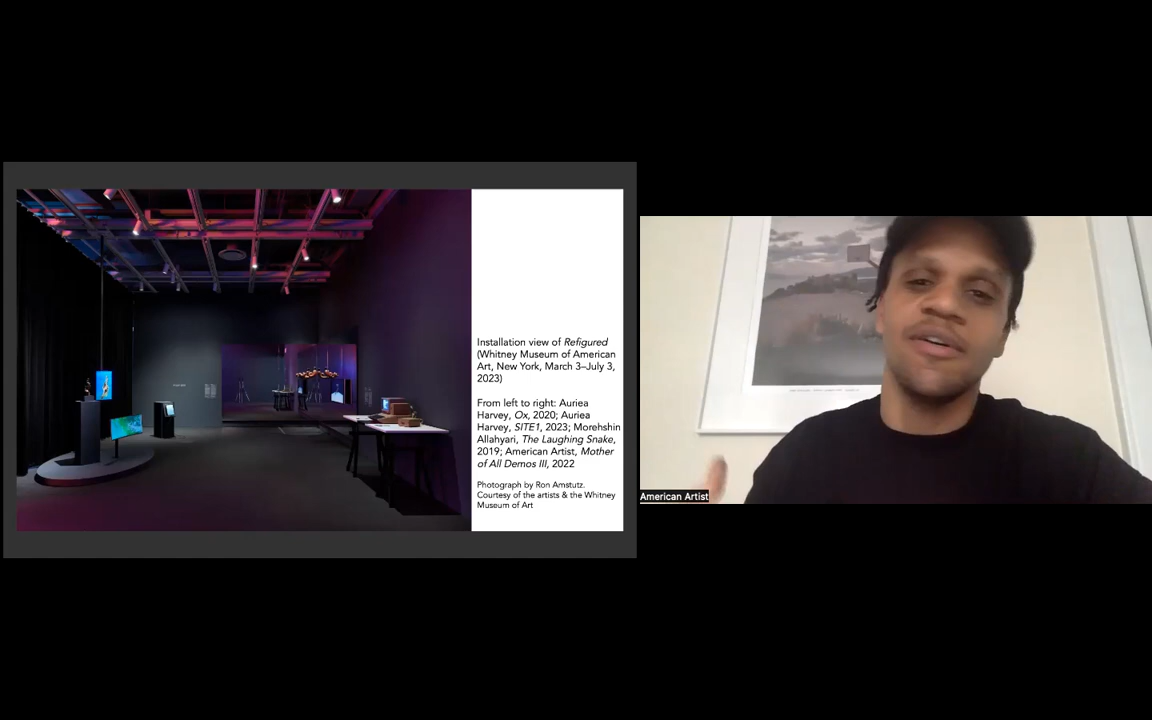 Installation view of Refigured
(Whitney Museum of American
Art, New York, March 3–July 3,
2023)
From left to right: Auriea
Harvey, Ox, 2020; Auriea
Harvey, SITE1, 2023; Morehshin
Allahyari, The Laughing Snake,
2019; American Artist, Mother
of All Demos III, 2022
Photograph by Ron Amstutz.
Courtesy of the artists & the Whitney
Museum of Art
American Artist